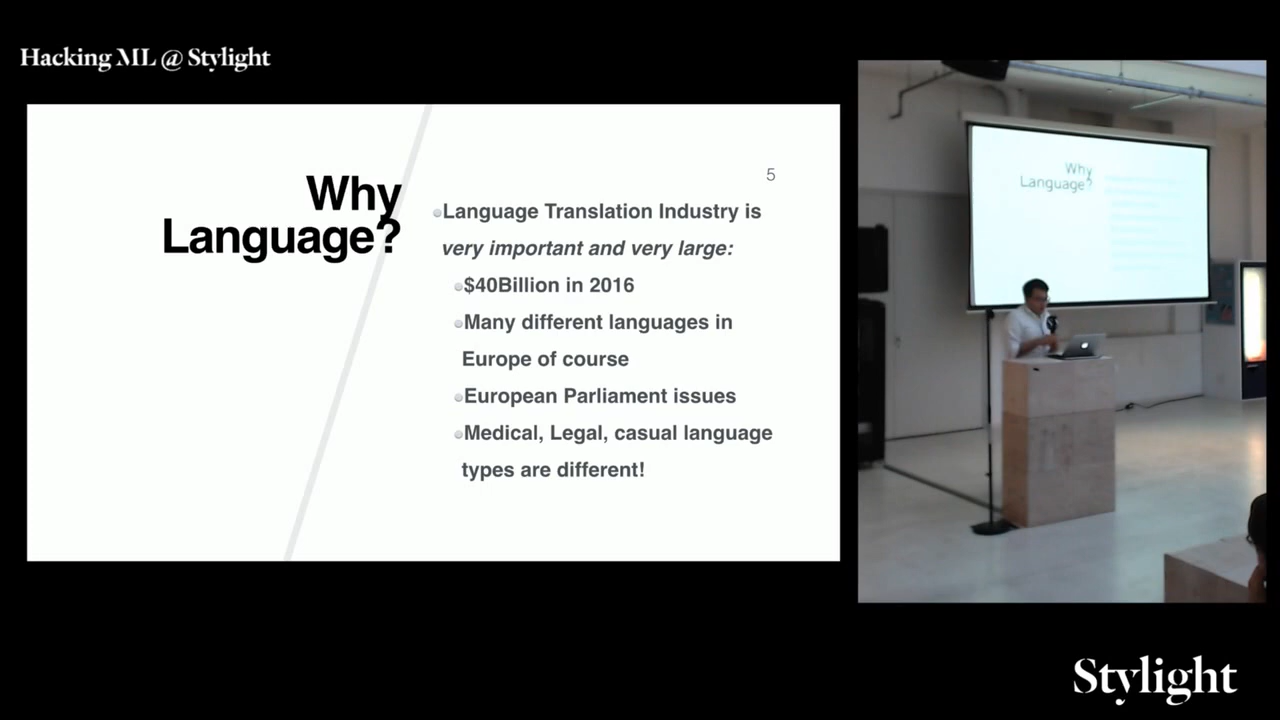 Hacking ML @ Stylight
Why
Language?
5
Language Translation Industry is
very important and very large:
$40Billion in 2016
Many different languages in
Europe of course
European Parliament issues
Medical, Legal, casual language
types are different!
Why
Language?
Stylight